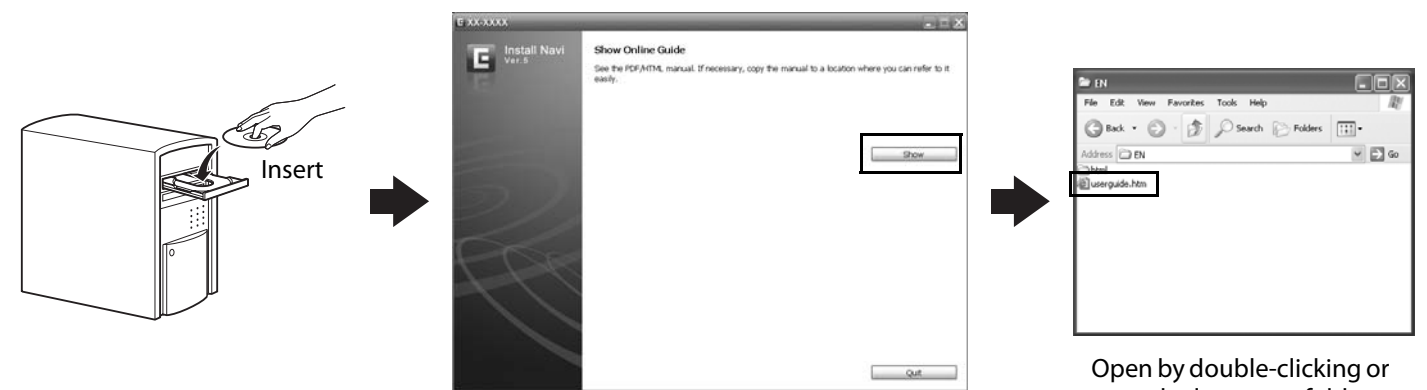 Insert
E XX-XXXX
Install Navi
Ver.5
Show Online Guide
See the PDF/HTML manual. If necessary, copy the manual to a location where you can refer to it
easily.
Show
Quit
EN
File Edit View Favorites Tools Help
Back Search Folders
Address EN Go
html
userguide.htm
Open by double-clicking or